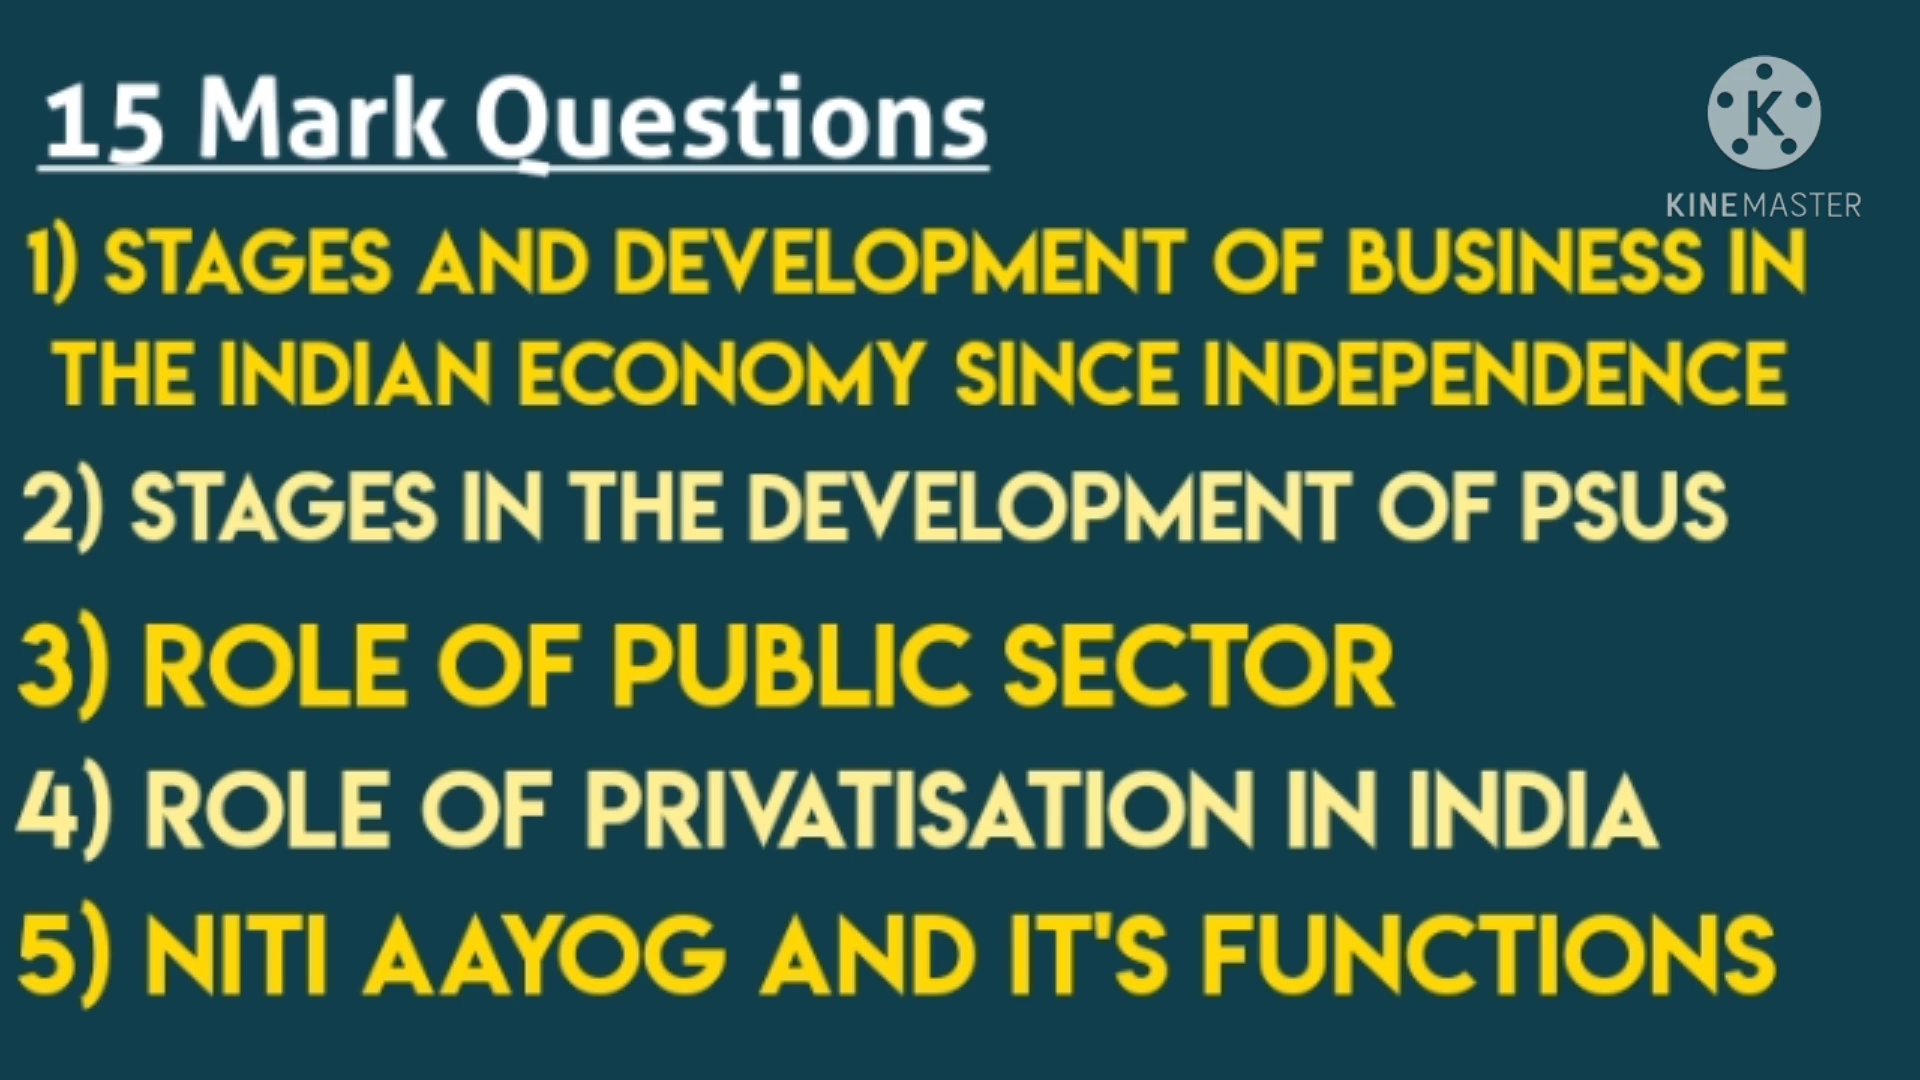 15 Mark Questions
K
KINEMASTER
1) STAGES AND DEVELOPMENT OF BUSINESS IN
THE INDIAN ECONOMY SINCE INDEPENDENCE
2) STAGES IN THE DEVELOPMENT OF PSUS
3) ROLE OF PUBLIC SECTOR
4) ROLE OF PRIVATISATION IN INDIA
5) NITI AAYOG AND IT'S FUNCTIONS